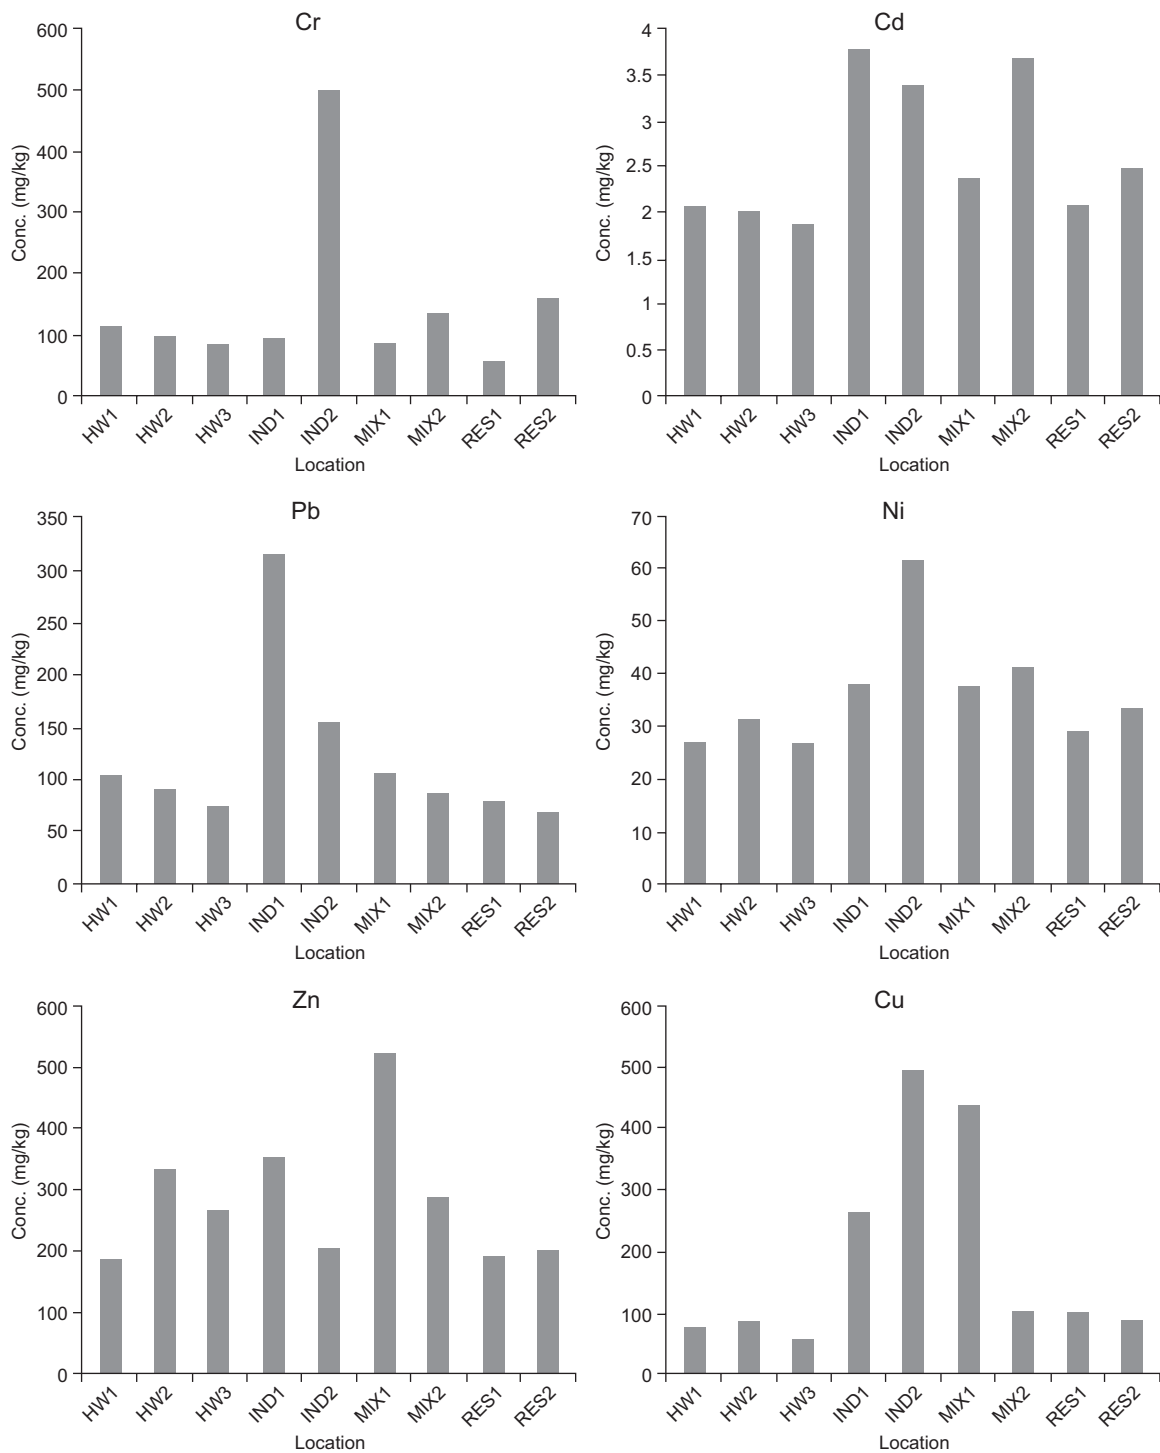 Cr
600
500
400
300
200
100
0
Conc. (mg/kg)
HW1 HW2 HW3 IND1 IND2 MIX1 MIX2 RES1 RES2
Location
Cd
4
3.5
3
2.5
2
1.5
1
0.5
0
Conc. (mg/kg)
HW1 HW2 HW3 IND1 IND2 MIX1 MIX2 RES1 RES2
Location
Pb
350
300
250
200
150
100
50
0
Conc. (mg/kg)
HW1 HW2 HW3 IND1 IND2 MIX1 MIX2 RES1 RES2
Location
Ni
70
60
50
40
30
20
10
0
Conc. (mg/kg)
HW1 HW2 HW3 IND1 IND2 MIX1 MIX2 RES1 RES2
Location
Zn
600
500
400
300
200
100
0
Conc. (mg/kg)
HW1 HW2 HW3 IND1 IND2 MIX1 MIX2 RES1 RES2
Location
Cu
600
500
400
300
200
100
0
Conc. (mg/kg)
HW1 HW2 HW3 IND1 IND2 MIX1 MIX2 RES1 RES2
Location